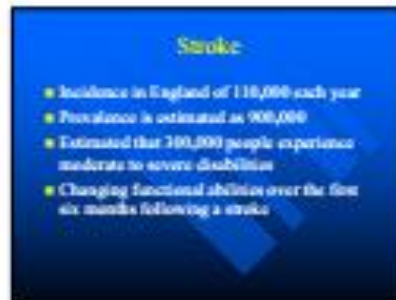 Stroke
Incidence in England of 110,000 each year
Prevalence is estimated as 900,000
Estimated that 300,000 people experience
moderate to severe disabilities
Changing functional abilities over the first
six months following a stroke